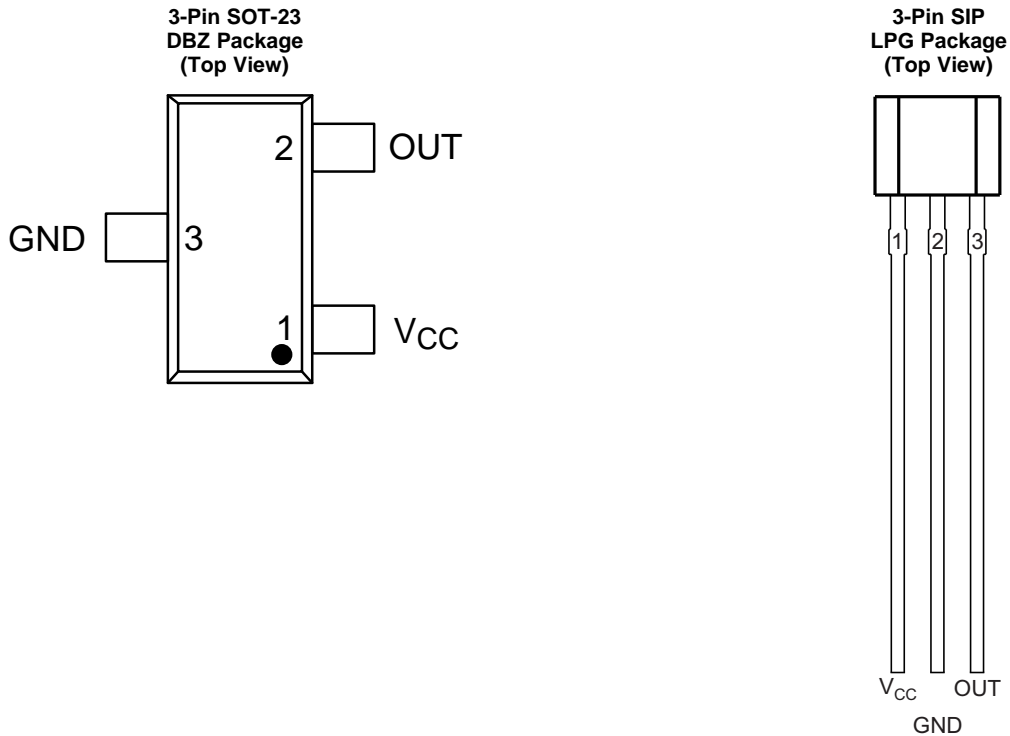 3-Pin SOT-23
DBZ Package
(Top View)
2
OUT
GND
3
1
VCC
3-Pin SIP
LPG Package
(Top View)
1 2 3
VCC OUT
GND